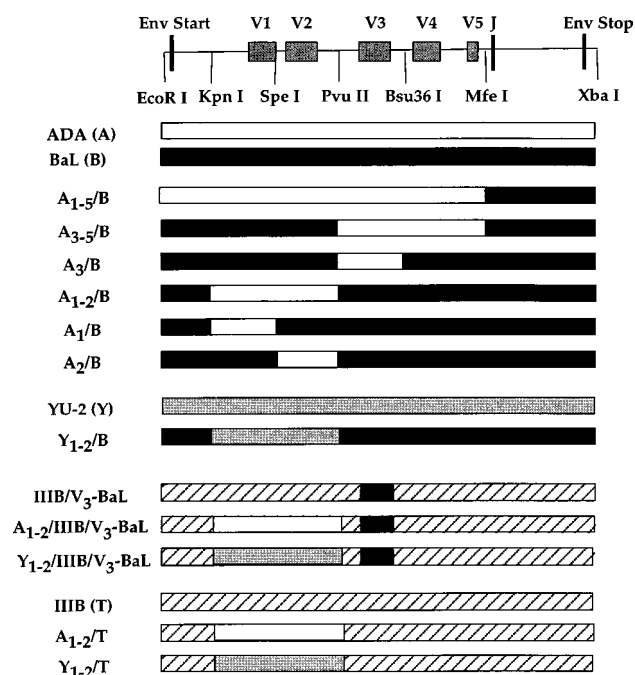 Env Start V1 V2 V3 V4 V5 J Env Stop
EcoR I Kpn I Spe I Pvu II Bsu36 I Mfe I Xba I
ADA (A)
BaL (B)
A1-5/B
A3-5/B
A3/B
A1-2/B
A1/B
A2/B
YU-2 (Y)
Y1-2/B
IIIB/V3-BaL
A1-2/IIIB/V3-BaL
Y1-2/IIIB/V3-BaL
IIIB (T)
A1-2/T
Y1-2/T